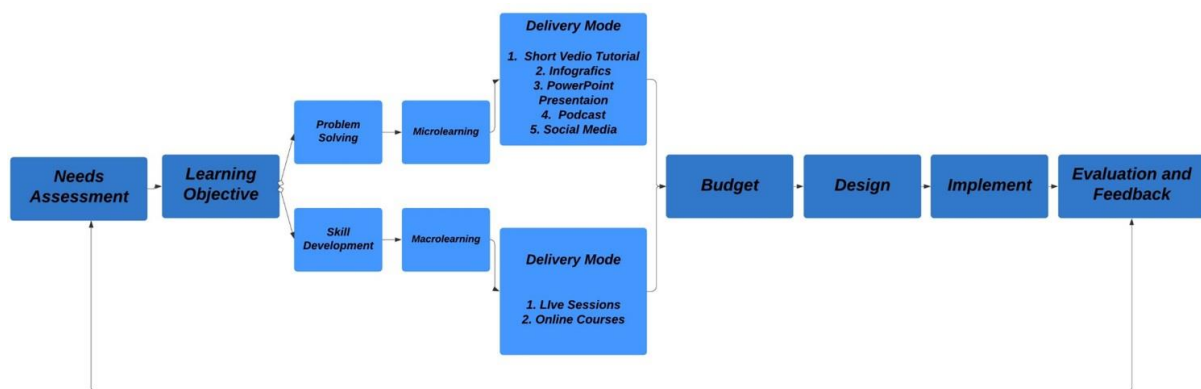 Needs
Assessment
Learning
Objective
Problem
Solving
Microlearning
Delivery Mode
1. Short Vedio Tutorial
2. Infografics
3. PowerPoint
Presentaion
4. Podcast
5. Social Media
Skill
Development
Macrolearning
Delivery Mode
1. LIve Sessions
2. Online Courses
Budget
Design
Implement
Evaluation and
Feedback